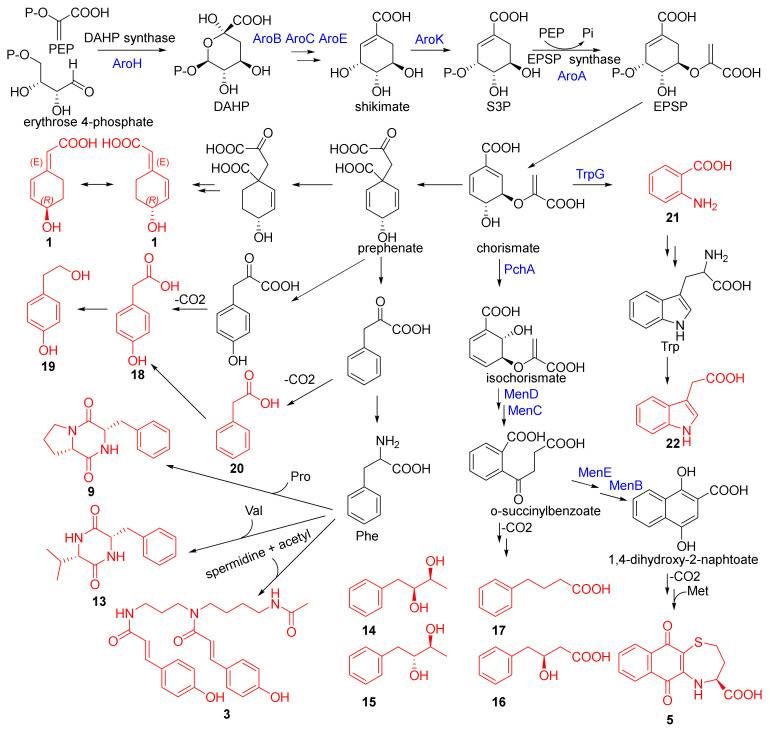 P-O COOH
PEP
DAHP synthase
AroH
P-O
O
H
OH
OH
erythrose 4-phosphate
HO COOH
HO
O
P-O
OH
OH
DAHP
AroB AroC AroE
COOH
HO OH
OH
shikimate
AroK
COOH
P-O OH
OH
S3P
PEP Pi
EPSP synthase
AroA
COOH
P-O O COOH
OH
EPSP
COOH
(E)
(R)
OH
1
HOOC
(E)
(R)
OH
1
COOH
O
HOOC
OH
COOH
O
HOOC
OH
prephenate
COOH
O COOH
OH
chorismate
TrpG
COOH
NH2
21
PchA
OH
OH
19
O
OH
OH
18
-CO2
O
COOH
OH
O
COOH
-CO2
O
OH
20
COOH
OH
O COOH
isochorismate
MenD
MenC
NH2
COOH
N
H
Trp
COOH
N
H
22
O
N
NH
O
9
Pro
NH2
COOH
Phe
COOH COOH
O
o-succinylbenzoate
MenE
MenB
OH
COOH
OH
1,4-dihydroxy-2-naphtoate
O
HN
NH
O
13
Val
spermidine + acetyl
-CO2
-CO2
Met
HN N HN
O O O
OH OH
3
OH
OH
14
COOH
17
OH
OH
15
COOH
OH
16
O
S
O
N
H
COOH
5